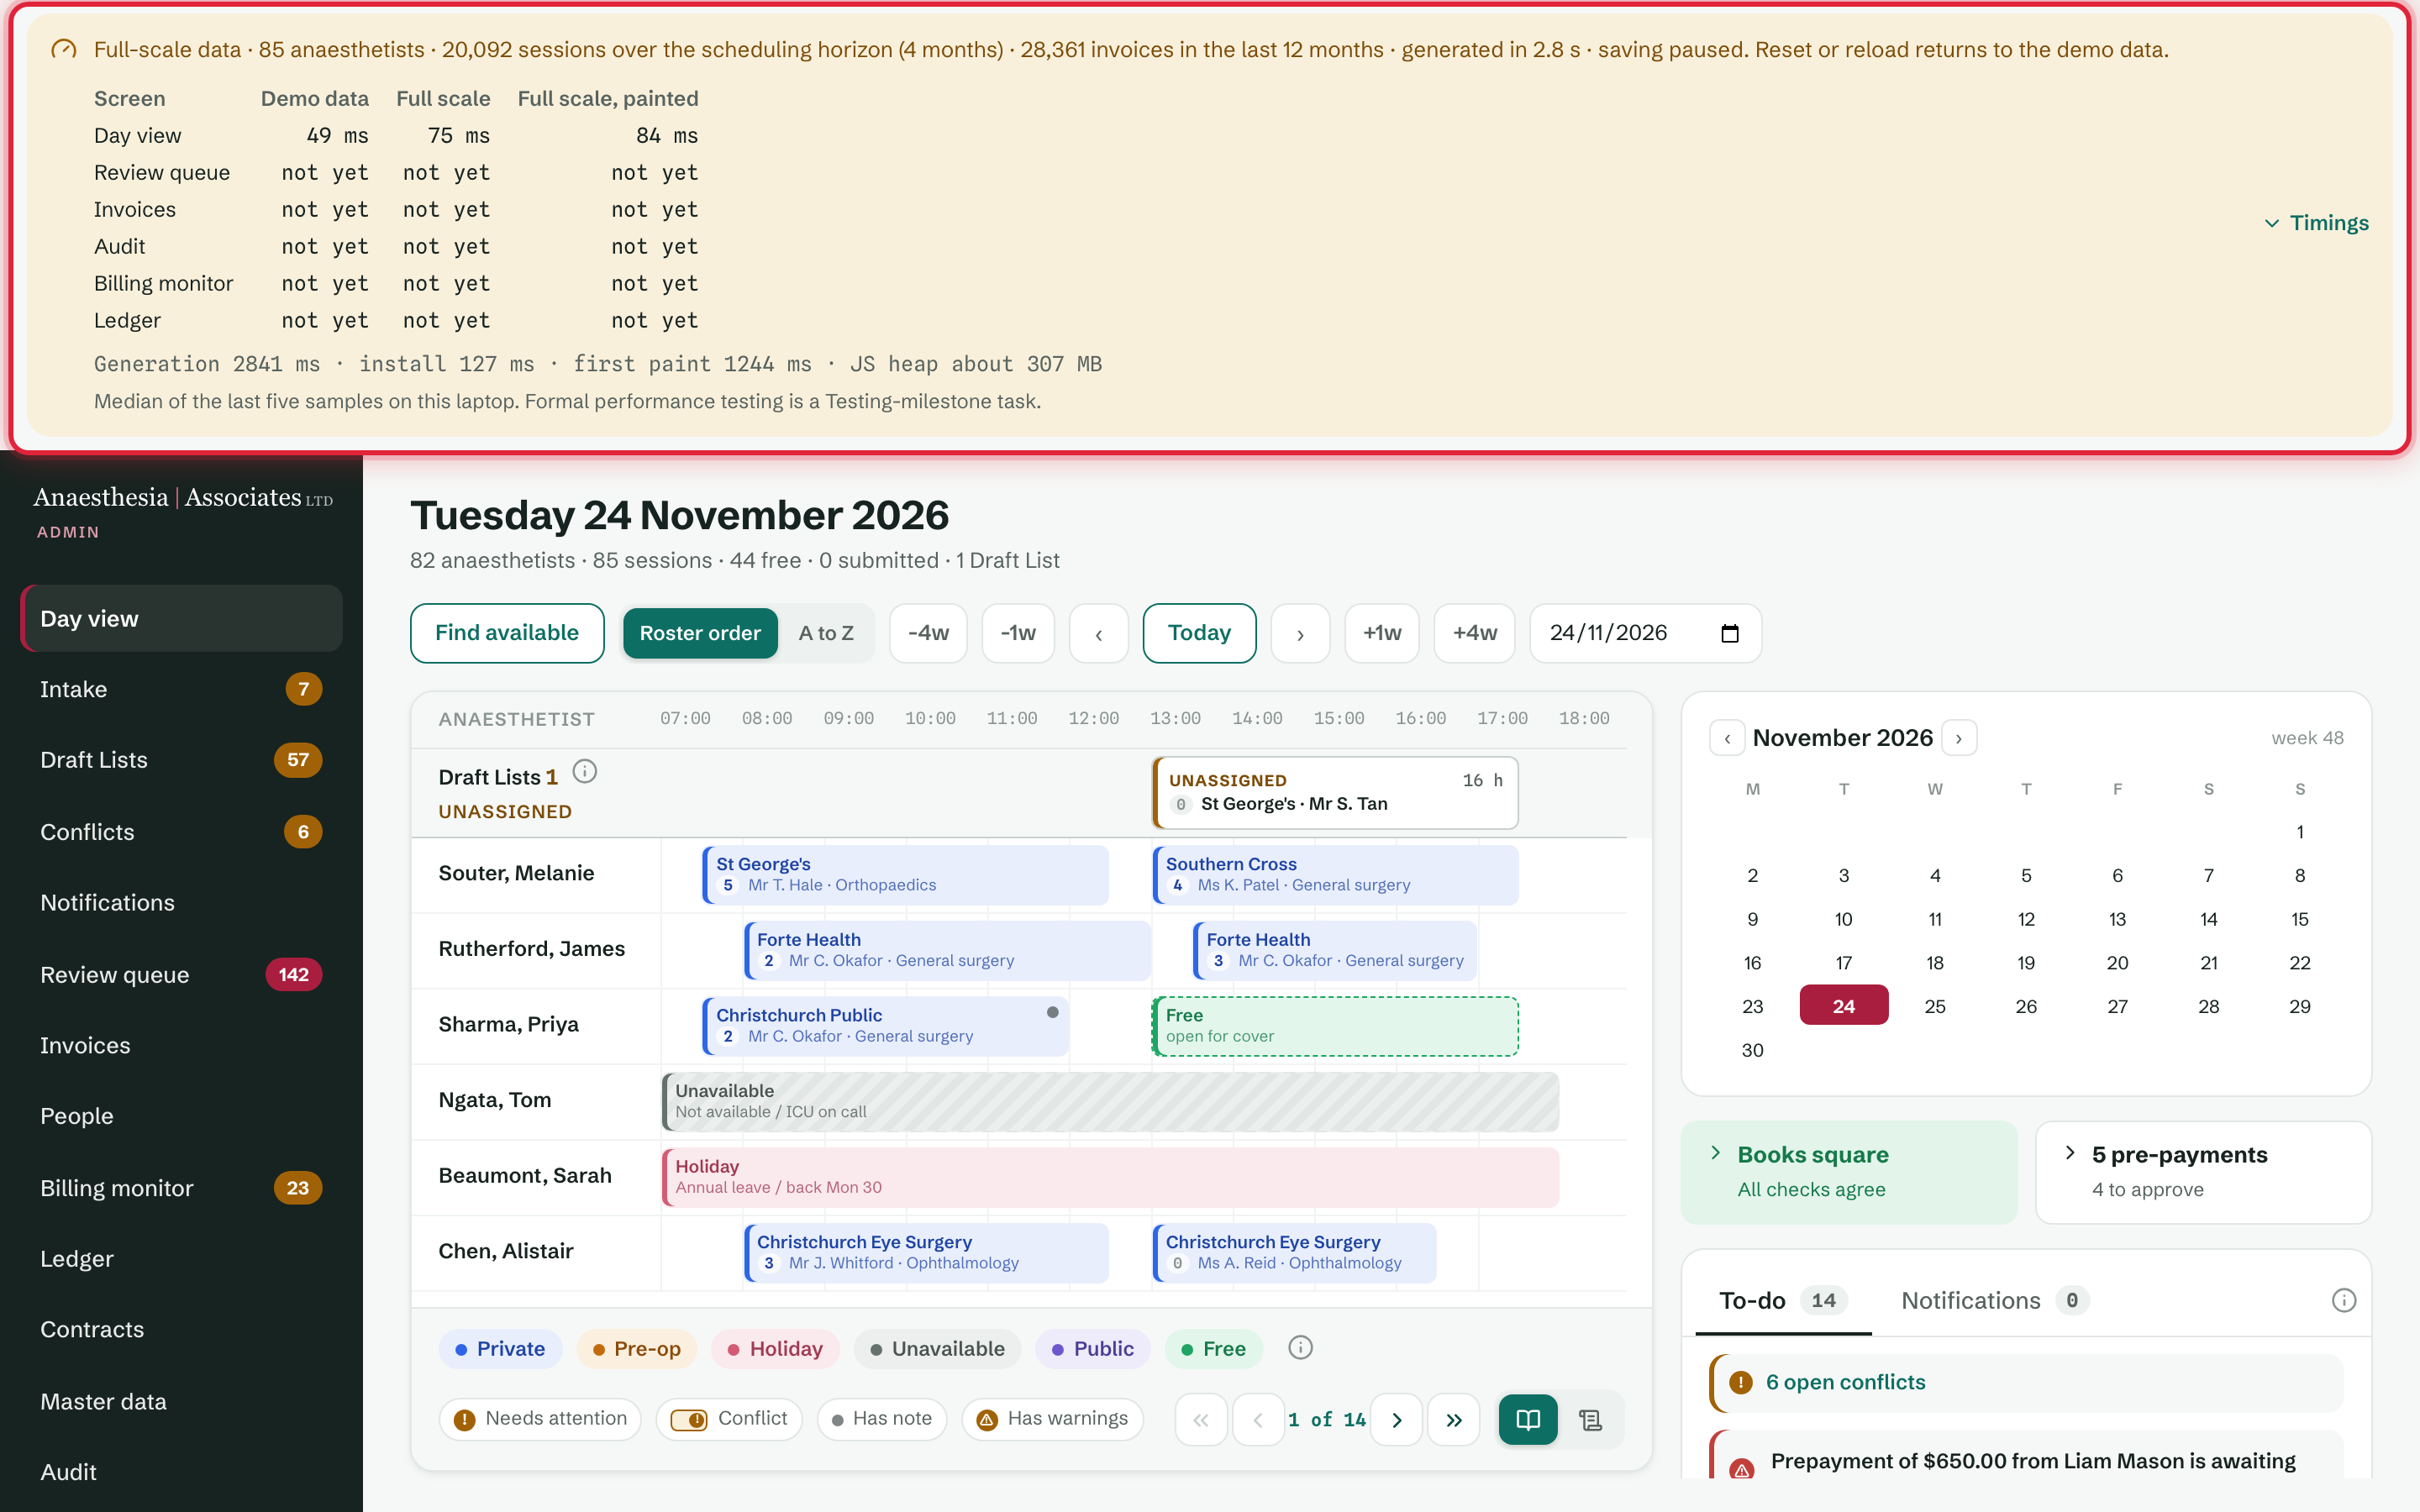 Full-scale data · 85 anaesthetists · 20,092 sessions over the scheduling horizon (4 months) · 28,361 invoices in the last 12 months · generated in 2.8 s · saving paused. Reset or reload returns to the demo data.
Screen Demo data Full scale Full scale, painted
Day view 49 ms 75 ms 84 ms
Review queue not yet not yet not yet
Invoices not yet not yet not yet
Timings
Audit not yet not yet not yet
Billing monitor not yet not yet not yet
Ledger not yet not yet not yet
Generation 2841 ms · install 127 ms · first paint 1244 ms · JS heap about 307 MB
Median of the last five samples on this laptop. Formal performance testing is a Testing-milestone task.
Anaesthesia | Associates LTD
ADMIN
Day view
Intake 7
Draft Lists 57
Conflicts 6
Notifications
Review queue 142
Invoices
People
Billing monitor 23
Ledger
Contracts
Master data
Audit
Tuesday 24 November 2026
82 anaesthetists · 85 sessions · 44 free · 0 submitted · 1 Draft List
Find available Roster order A to Z -4w -1w ‹ Today › +1w +4w 24/11/2026
ANAESTHETIST 07:00 08:00 09:00 10:00 11:00 12:00 13:00 14:00 15:00 16:00 17:00 18:00
Draft Lists 1
UNASSIGNED
UNASSIGNED 16 h
0 St George's · Mr S. Tan
Souter, Melanie
St George's
5 Mr T. Hale · Orthopaedics
Southern Cross
4 Ms K. Patel · General surgery
Rutherford, James
Forte Health
2 Mr C. Okafor · General surgery
Forte Health
3 Mr C. Okafor · General surgery
Sharma, Priya
Christchurch Public
2 Mr C. Okafor · General surgery
Free
open for cover
Ngata, Tom
Unavailable
Not available / ICU on call
Beaumont, Sarah
Holiday
Annual leave / back Mon 30
Chen, Alistair
Christchurch Eye Surgery
3 Mr J. Whitford · Ophthalmology
Christchurch Eye Surgery
0 Ms A. Reid · Ophthalmology
Private Pre-op Holiday Unavailable Public Free
Needs attention Conflict Has note Has warnings « ‹ 1 of 14 › »
‹ November 2026 › week 48
M T W T F S S
1
2 3 4 5 6 7 8
9 10 11 12 13 14 15
16 17 18 19 20 21 22
23 24 25 26 27 28 29
30
Books square
All checks agree
5 pre-payments
4 to approve
To-do 14 Notifications 0
6 open conflicts
Prepayment of $650.00 from Liam Mason is awaiting